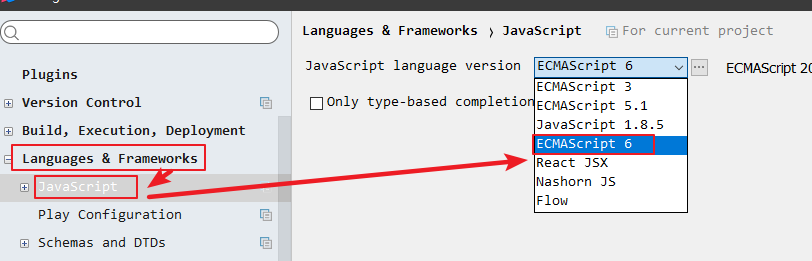 Languages & Frameworks › JavaScript
For current project
Plugins
Version Control
Build, Execution, Deployment
Languages & Frameworks
JavaScript
Play Configuration
Schemas and DTDs
JavaScript language version
ECMAScript 6
ECMAScript 20
Only type-based completion
ECMAScript 3
ECMAScript 5.1
JavaScript 1.8.5
ECMAScript 6
React JSX
Nashorn JS
Flow